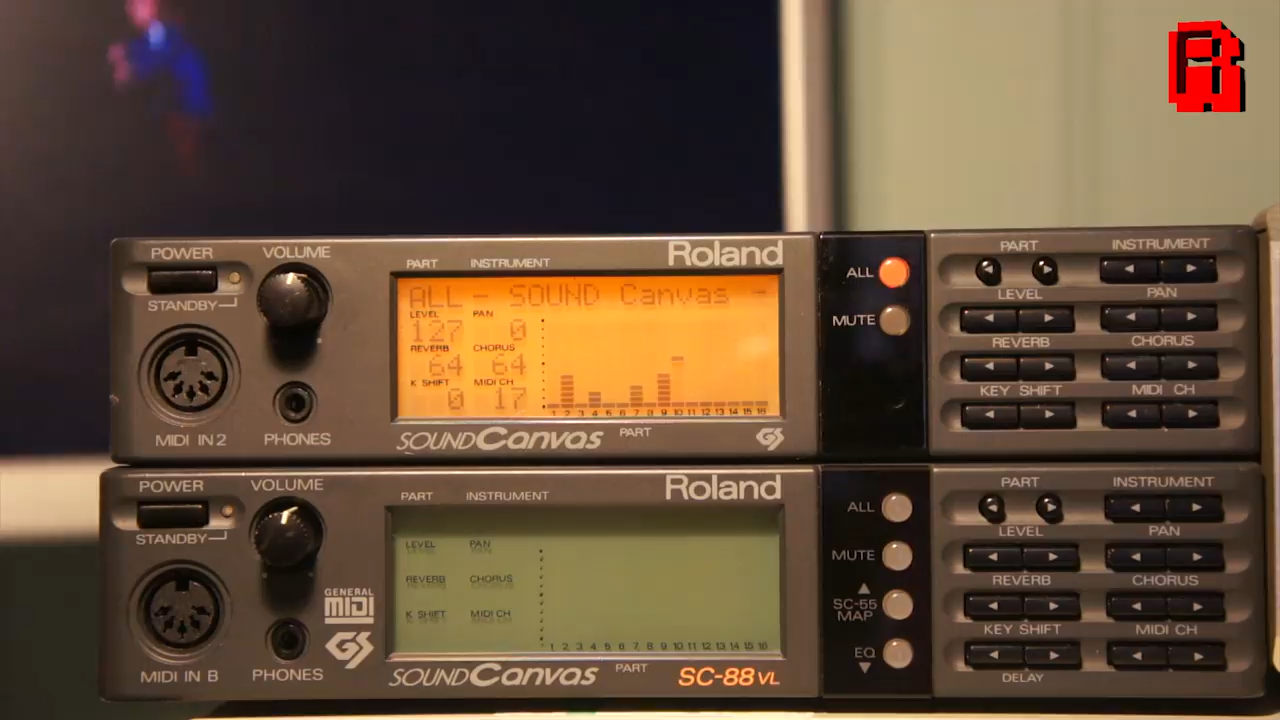 R
POWER
VOLUME
PART INSTRUMENT
Roland
STANDBY
MIDI IN 2
PHONES
ALL - SOUND Canvas -
LEVEL PAN
127 0
REVERB CHORUS
64 64
K SHIFT MIDI CH
0 17
1 2 3 4 5 6 7 8 9 10 11 12 13 14 15 16
SOUND Canvas
PART
GS
ALL
MUTE
PART INSTRUMENT
LEVEL PAN
REVERB CHORUS
KEY SHIFT MIDI CH
POWER
VOLUME
PART INSTRUMENT
Roland
STANDBY
MIDI IN B
PHONES
GENERAL
MIDI
GS
LEVEL PAN
REVERB CHORUS
K SHIFT MIDI CH
1 2 3 4 5 6 7 8 9 10 11 12 13 14 15 16
SOUND Canvas
PART
SC-88 VL
ALL
MUTE
SC-55
MAP
EQ
PART INSTRUMENT
LEVEL PAN
REVERB CHORUS
KEY SHIFT MIDI CH
DELAY